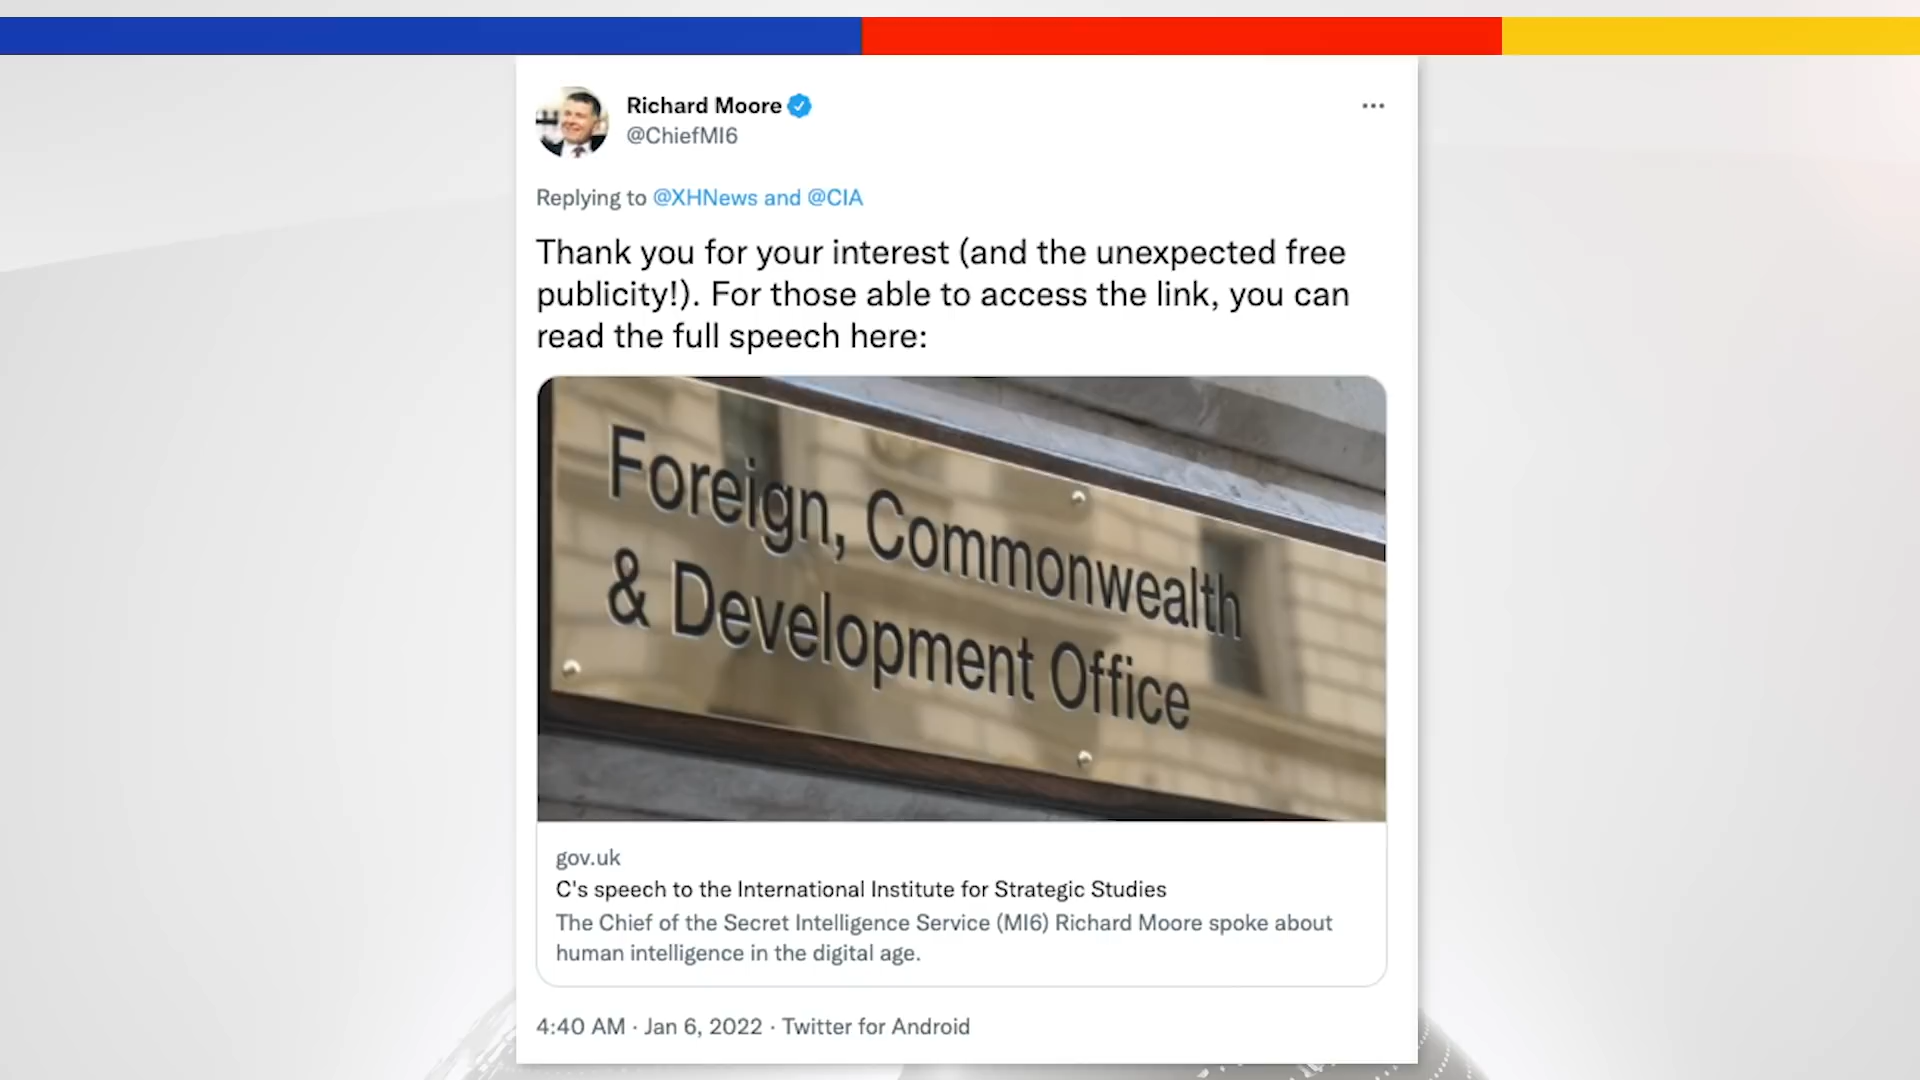 Richard Moore
@ChiefMI6
Replying to @XHNews and @CIA
Thank you for your interest (and the unexpected free
publicity!). For those able to access the link, you can
read the full speech here:
Foreign, Commonwealth
& Development Office
gov.uk
C's speech to the International Institute for Strategic Studies
The Chief of the Secret Intelligence Service (MI6) Richard Moore spoke about
human intelligence in the digital age.
4:40 AM · Jan 6, 2022 · Twitter for Android